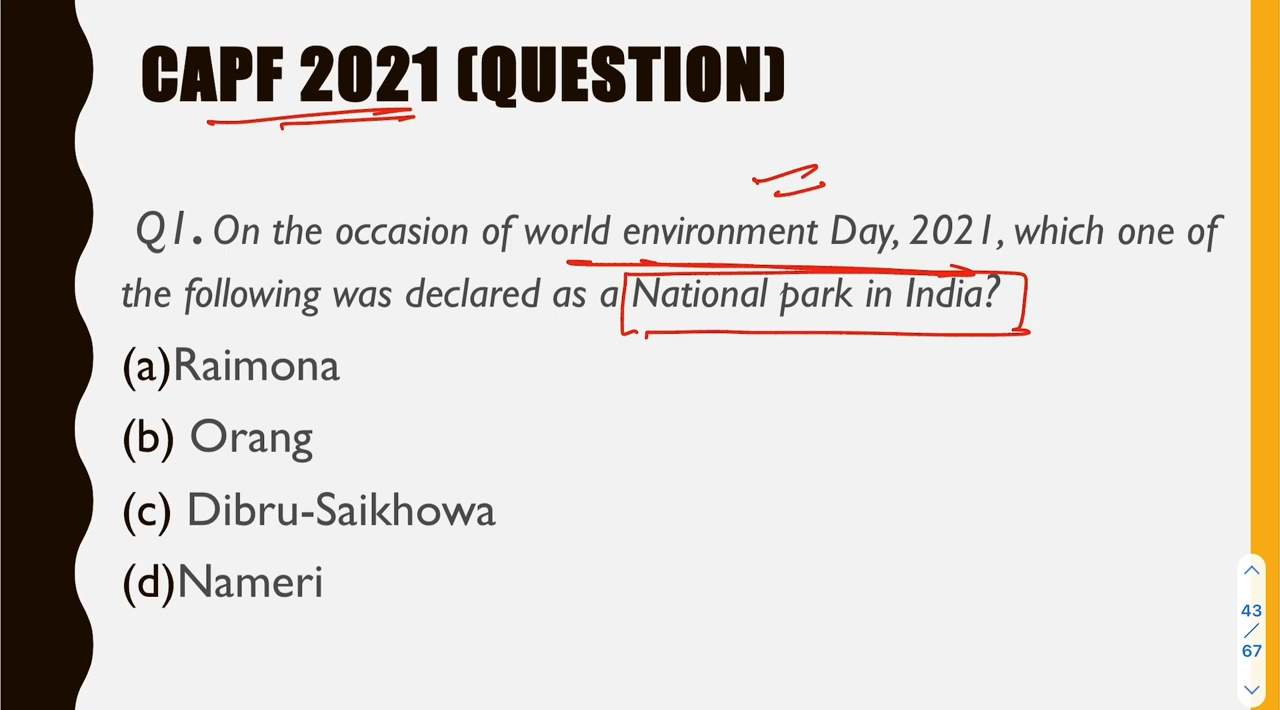 CAPF 2021 (QUESTION)
Q1. On the occasion of world environment Day, 2021, which one of
the following was declared as a National park in India?
(a)Raimona
(b) Orang
(c) Dibru-Saikhowa
(d)Nameri
43
/
67